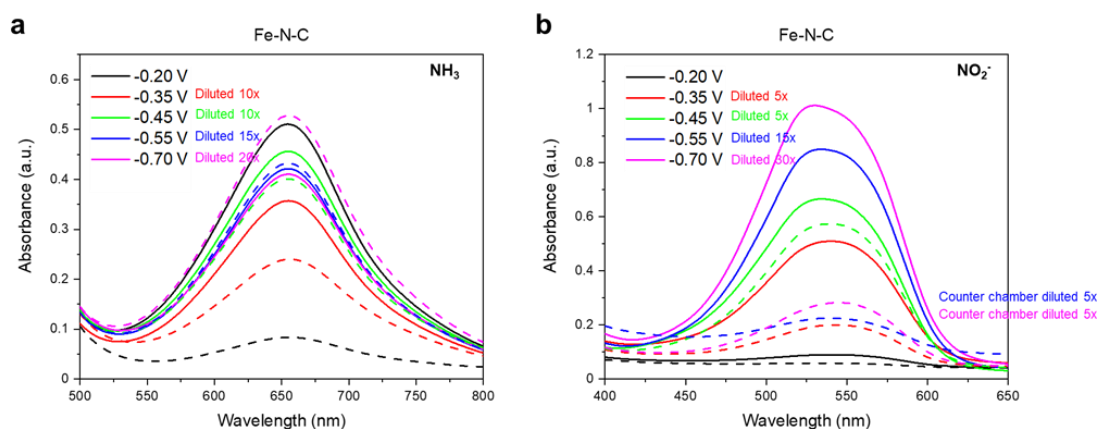 a
Fe-N-C
NH₃
-0.20 V
-0.35 V Diluted 10x
-0.45 V Diluted 10x
-0.55 V Diluted 15x
-0.70 V Diluted 20x
Absorbance (a.u.)
0.6
0.5
0.4
0.3
0.2
0.1
0
500 550 600 650 700 750 800
Wavelength (nm)
b
Fe-N-C
NO₂⁻
-0.20 V
-0.35 V Diluted 5x
-0.45 V Diluted 5x
-0.55 V Diluted 15x
-0.70 V Diluted 30x
Counter chamber diluted 5x
Counter chamber diluted 5x
Absorbance (a.u.)
1.2
1
0.8
0.6
0.4
0.2
0
400 450 500 550 600 650
Wavelength (nm)